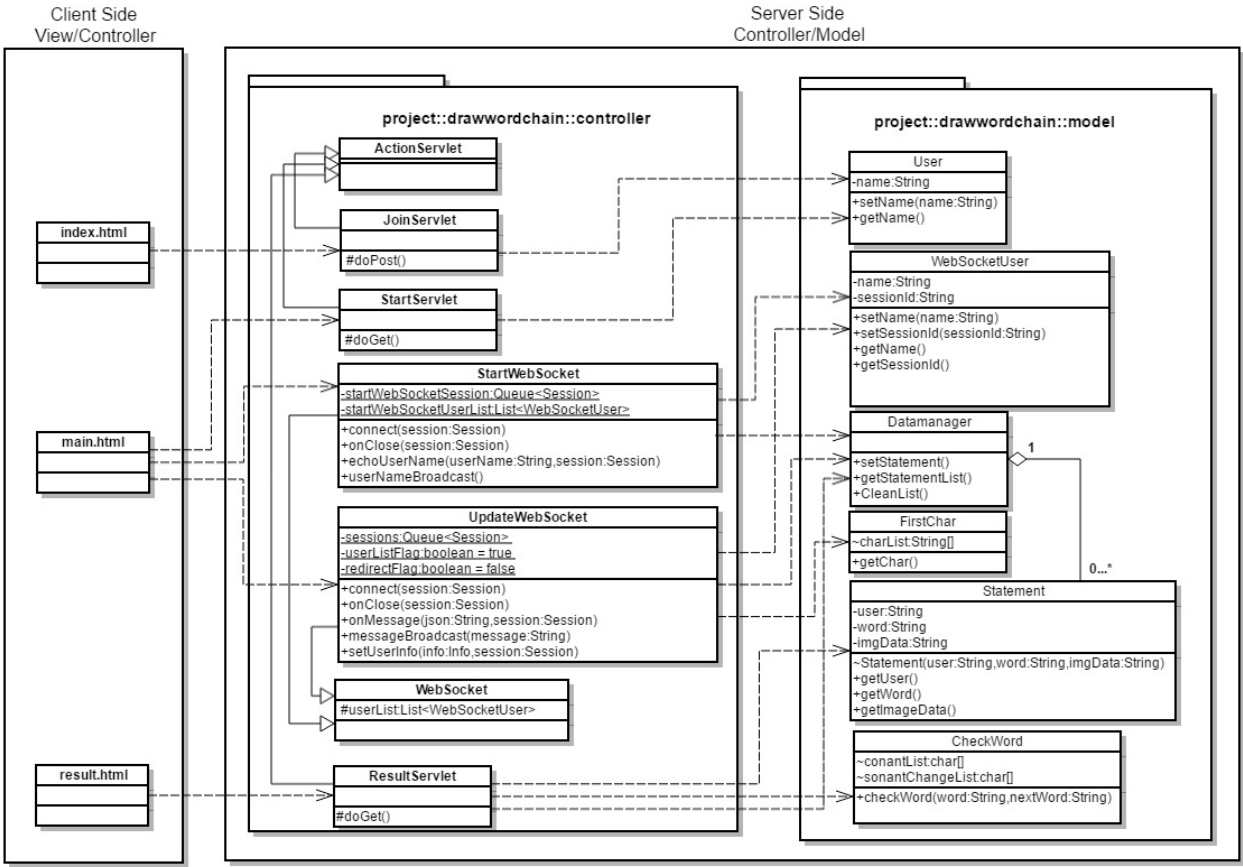 Client Side
View/Controller
Server Side
Controller/Model
index.html
main.html
result.html
project::drawwordchain::controller
ActionServlet
JoinServlet
#doPost()
StartServlet
#doGet()
StartWebSocket
-startWebSocketSession:Queue<Session>
-startWebSocketUserList:List<WebSocketUser>
+connect(session:Session)
+onClose(session:Session)
+echoUserName(userName:String,session:Session)
+userNameBroadcast()
UpdateWebSocket
-sessions:Queue<Session>
-userListFlag:boolean = true
-redirectFlag:boolean = false
+connect(session:Session)
+onClose(session:Session)
+onMessage(json:String,session:Session)
+messageBroadcast(message:String)
+setUserInfo(info:Info,session:Session)
WebSocket
#userList:List<WebSocketUser>
ResultServlet
#doGet()
project::drawwordchain::model
User
-name:String
+setName(name:String)
+getName()
WebSocketUser
-name:String
-sessionId:String
+setName(name:String)
+setSessionId(sessionId:String)
+getName()
+getSessionId()
Datamanager
+setStatement()
+getStatementList()
+CleanList()
1
FirstChar
~charList:String[]
+getChar()
0...*
Statement
-user:String
-word:String
-imgData:String
~Statement(user:String,word:String,imgData:String)
+getUser()
+getWord()
+getImageData()
CheckWord
~conantList:char[]
~sonantChangeList:char[]
+checkWord(word:String,nextWord:String)